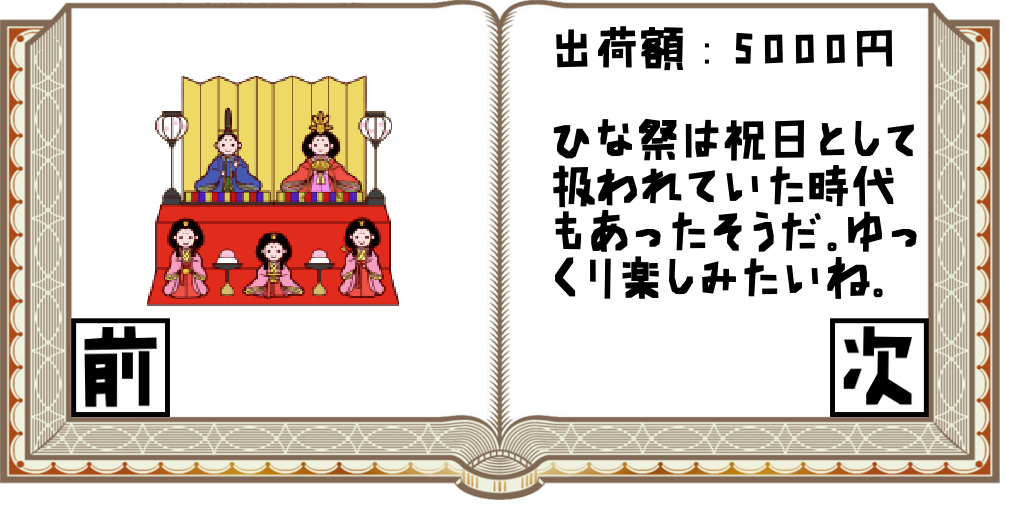 出荷額：5000円
ひな祭は祝日として
扱われていた時代
もあったそうだ。ゆっ
くり楽しみたいね。
前
次